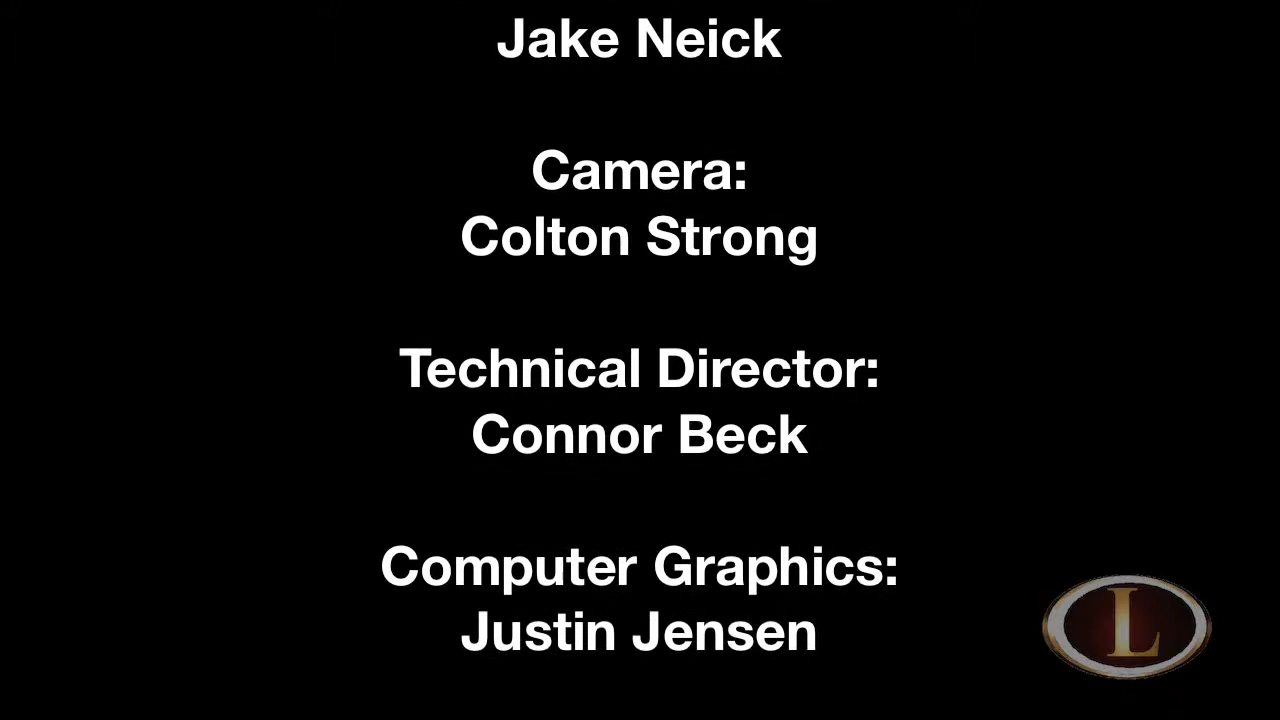 Jake Neick
Camera:
Colton Strong
Technical Director:
Connor Beck
Computer Graphics:
Justin Jensen
L